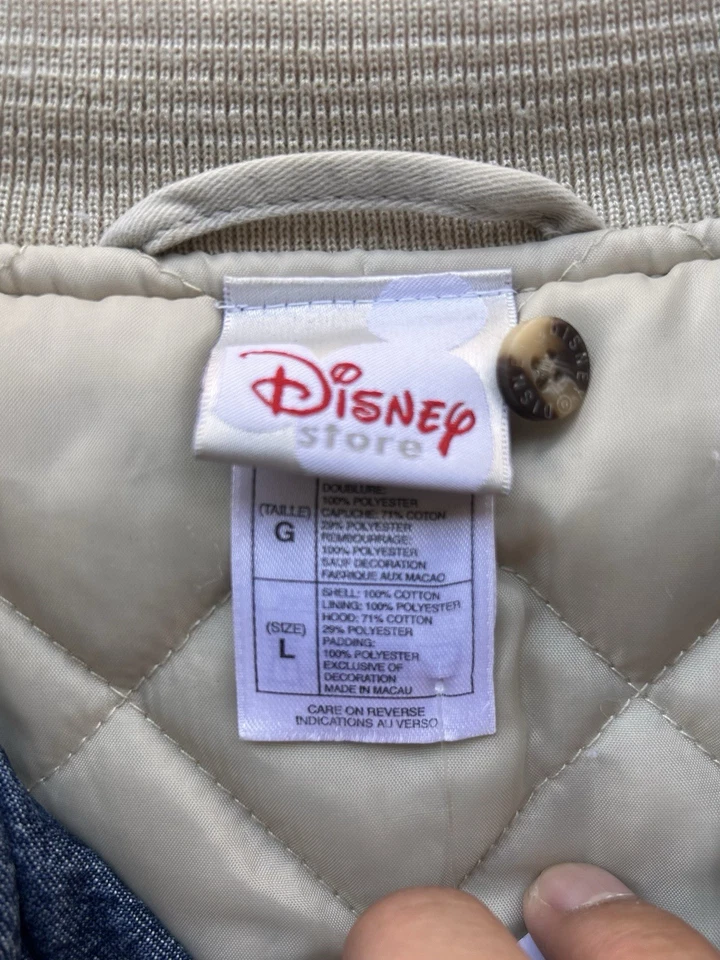 Disney
store
DISNEY
DISNEY
(TAILLE)
G
DOUBLURE:
100% POLYESTER
CAPUCHE: 71% COTON
29% POLYESTER
REMBOURRAGE:
100% POLYESTER
SAUF DECORATION
FABRIQUE AUX MACAO
(SIZE)
L
SHELL: 100% COTTON
LINING: 100% POLYESTER
HOOD: 71% COTTON
29% POLYESTER
PADDING:
100% POLYESTER
EXCLUSIVE OF
DECORATION
MADE IN MACAU
CARE ON REVERSE
INDICATIONS AU VERSO